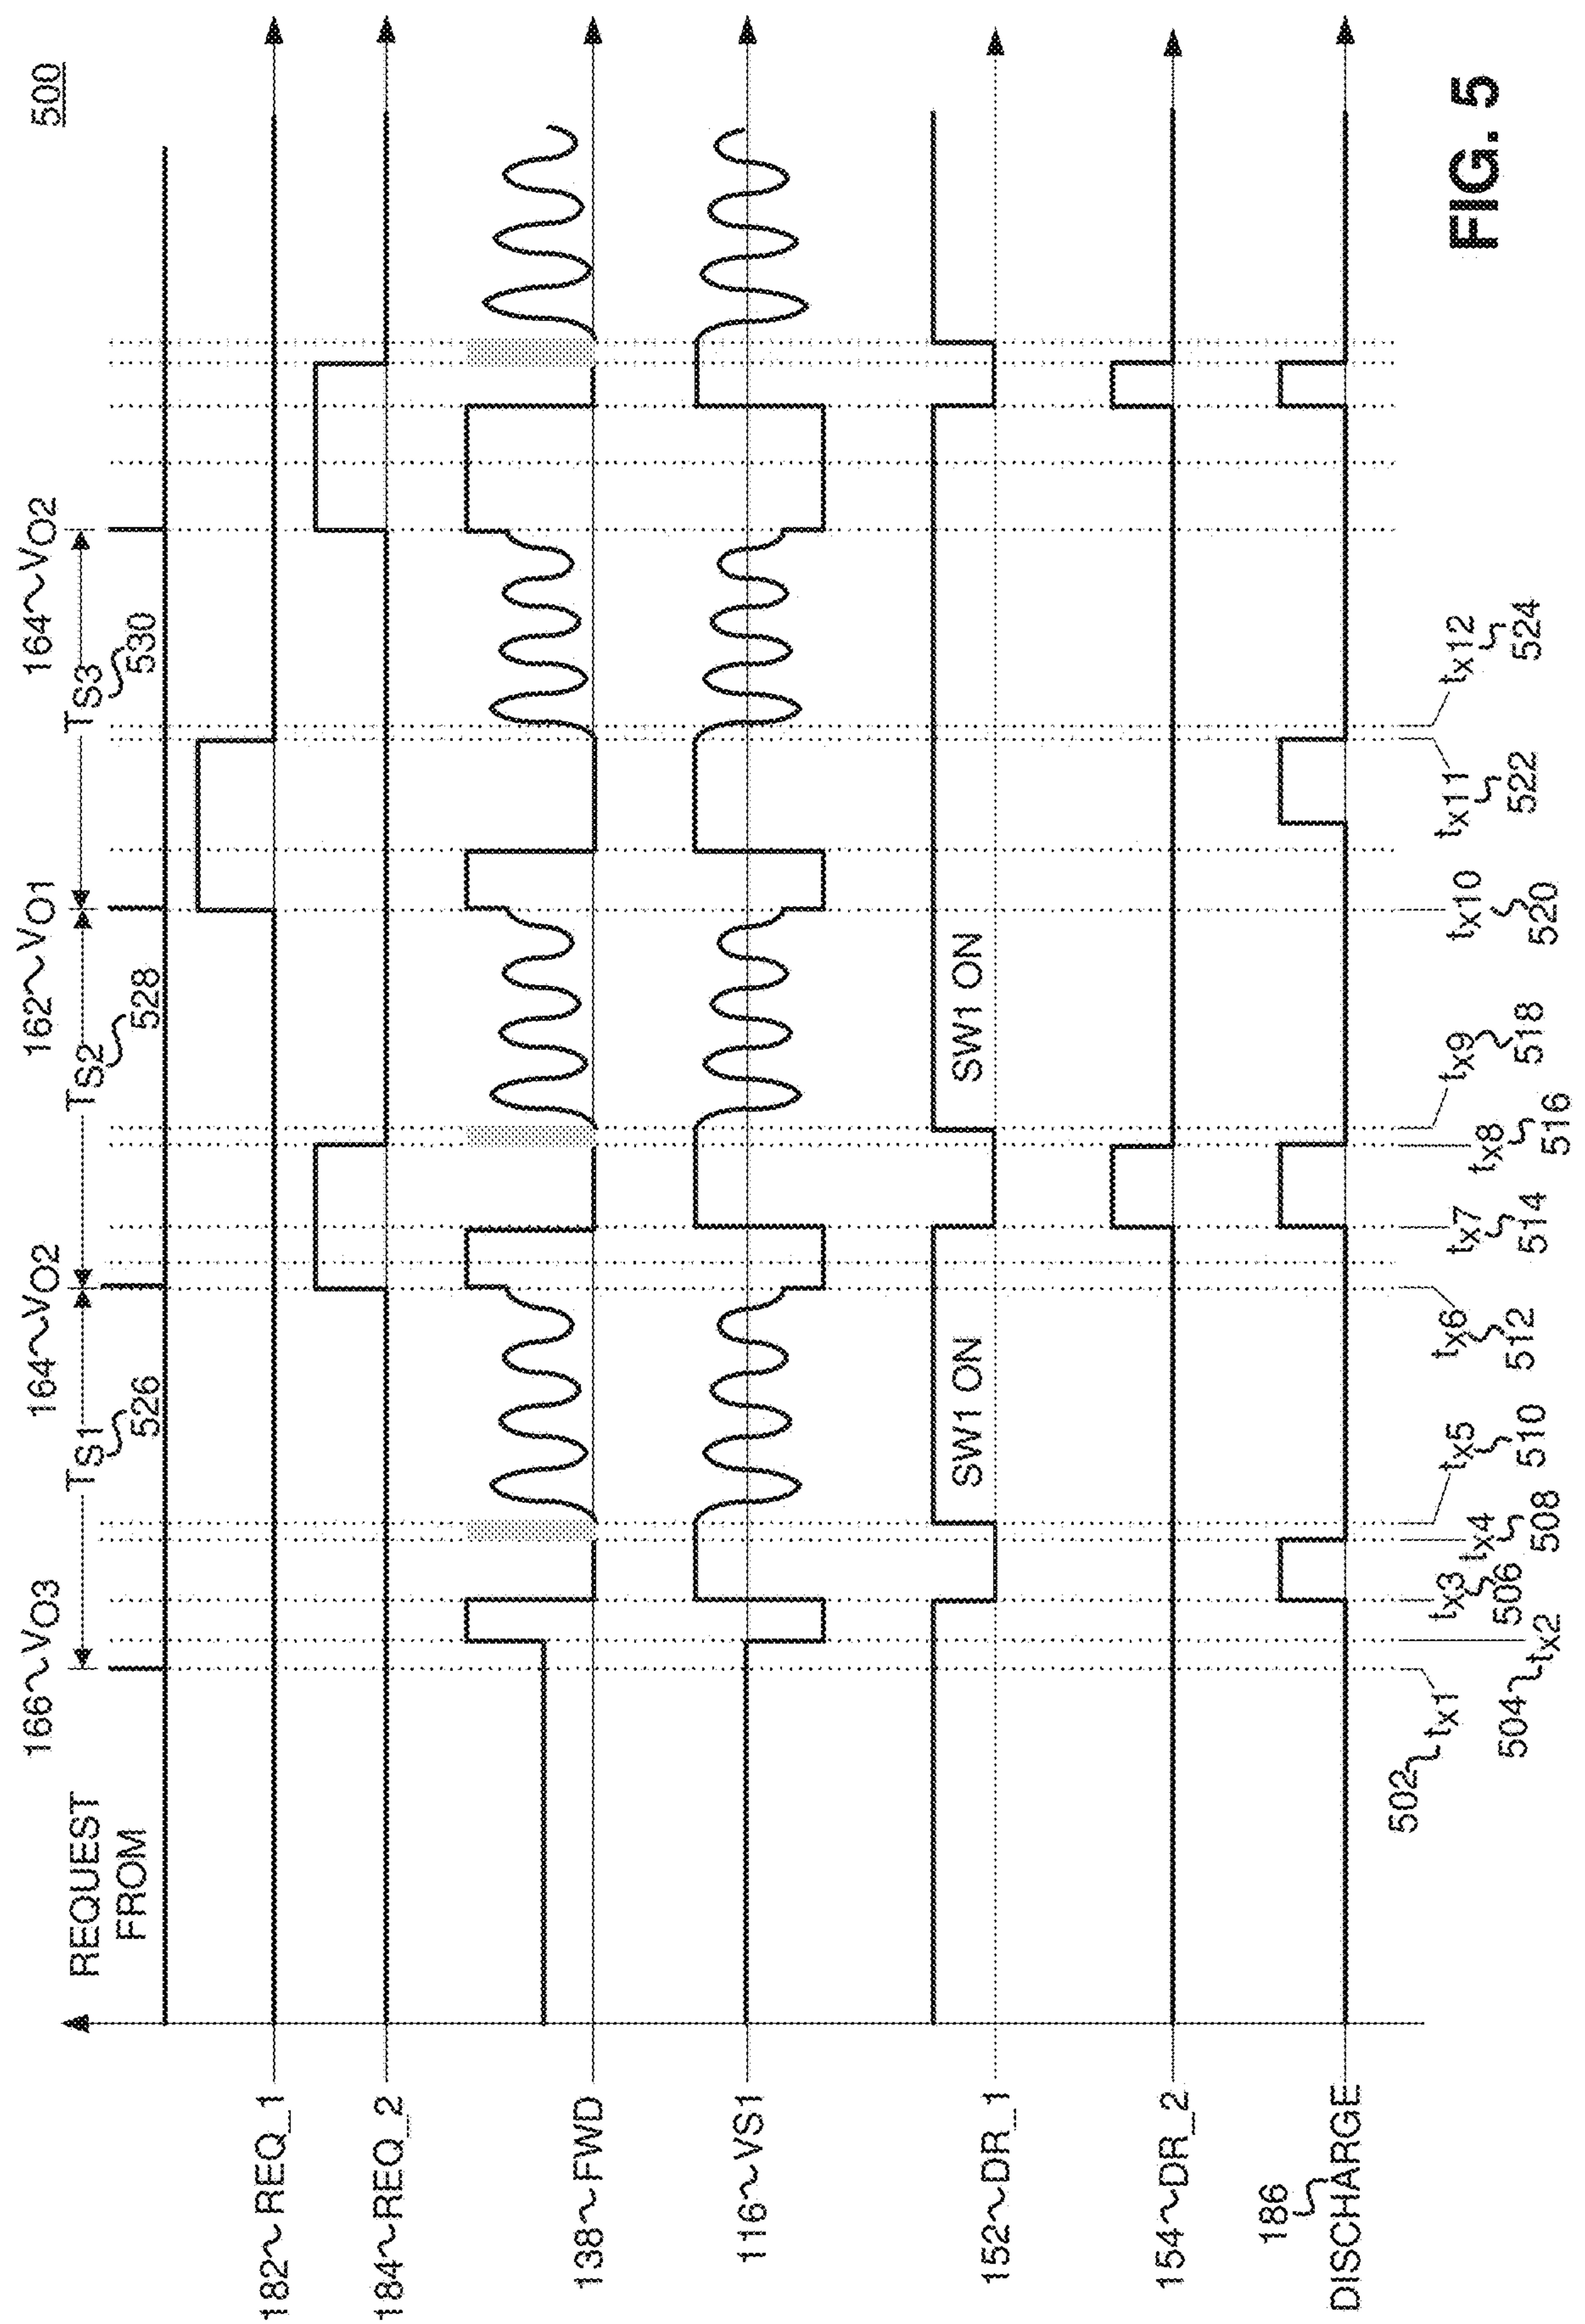 500
REQUEST
FROM
166~VO3
164~VO2
162~VO1
164~VO2
TS1
526
TS2
528
TS3
530
182~REQ_1
184~REQ_2
138~FWD
116~VS1
152~DR_1
SW1 ON
SW1 ON
154~DR_2
186
DISCHARGE
502~tx1
504~tx2
tx3
506
tx4
508
tx5
510
tx6
512
tx7
514
tx8
516
tx9
518
tx10
520
tx11
522
tx12
524
FIG. 5